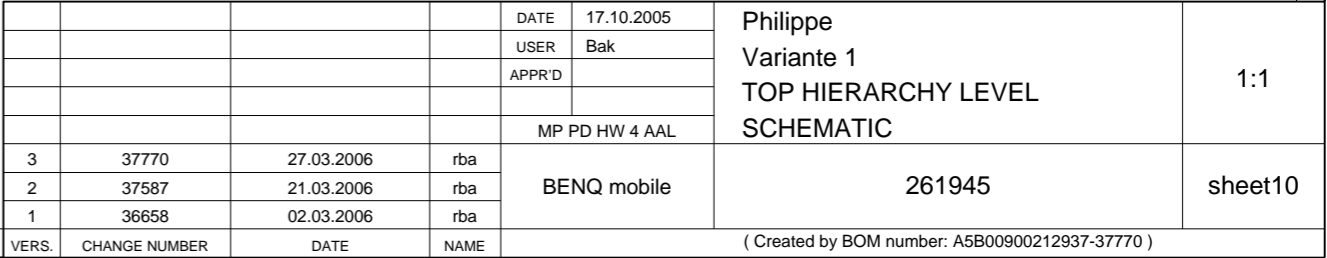 DATE 17.10.2005
USER Bak
APPR'D
MP PD HW 4 AAL
Philippe
Variante 1
TOP HIERARCHY LEVEL
SCHEMATIC
1:1
3 37770 27.03.2006 rba
2 37587 21.03.2006 rba
1 36658 02.03.2006 rba
VERS. CHANGE NUMBER DATE NAME
BENQ mobile
261945
sheet10
( Created by BOM number: A5B00900212937-37770 )